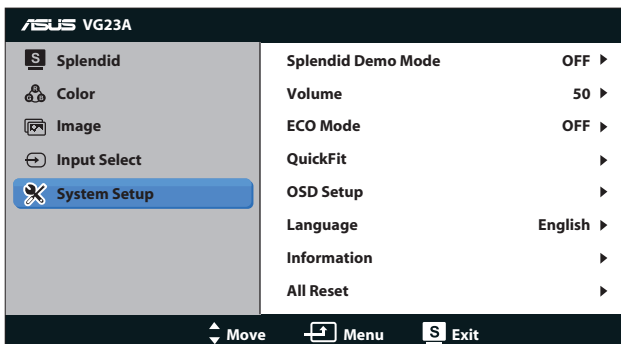 ASUS VG23A
S Splendid
Color
Image
Input Select
System Setup
Splendid Demo Mode OFF
Volume 50
ECO Mode OFF
QuickFit
OSD Setup
Language English
Information
All Reset
Move Menu S Exit